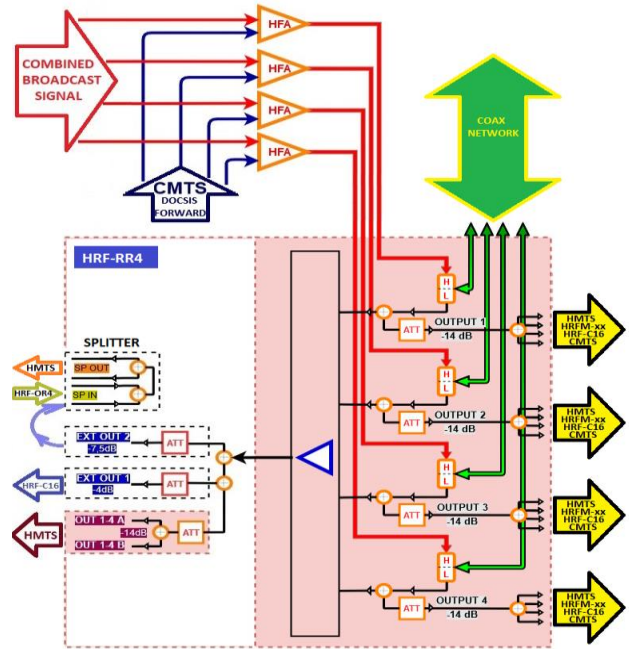 COMBINED
BROADCAST
SIGNAL
HFA
HFA
HFA
HFA
CMTS
DOCSIS
FORWARD
COAX
NETWORK
HRF-RR4
H
L
OUTPUT 1
ATT
-14 dB
HMTS
HRFM-xx
HRF-C16
CMTS
SPLITTER
HMTS
SP OUT
HRF-OR4
SP IN
H
L
OUTPUT 2
ATT
-14 dB
HMTS
HRFM-xx
HRF-C16
CMTS
EXT OUT 2
-7,5dB
ATT
HRF-C16
EXT OUT 1
-4dB
ATT
H
L
OUTPUT 3
ATT
-14 dB
HMTS
HRFM-xx
HRF-C16
CMTS
HMTS
OUT 1-4 A
-14dB
ATT
OUT 1-4 B
H
L
OUTPUT 4
ATT
-14 dB
HMTS
HRFM-xx
HRF-C16
CMTS